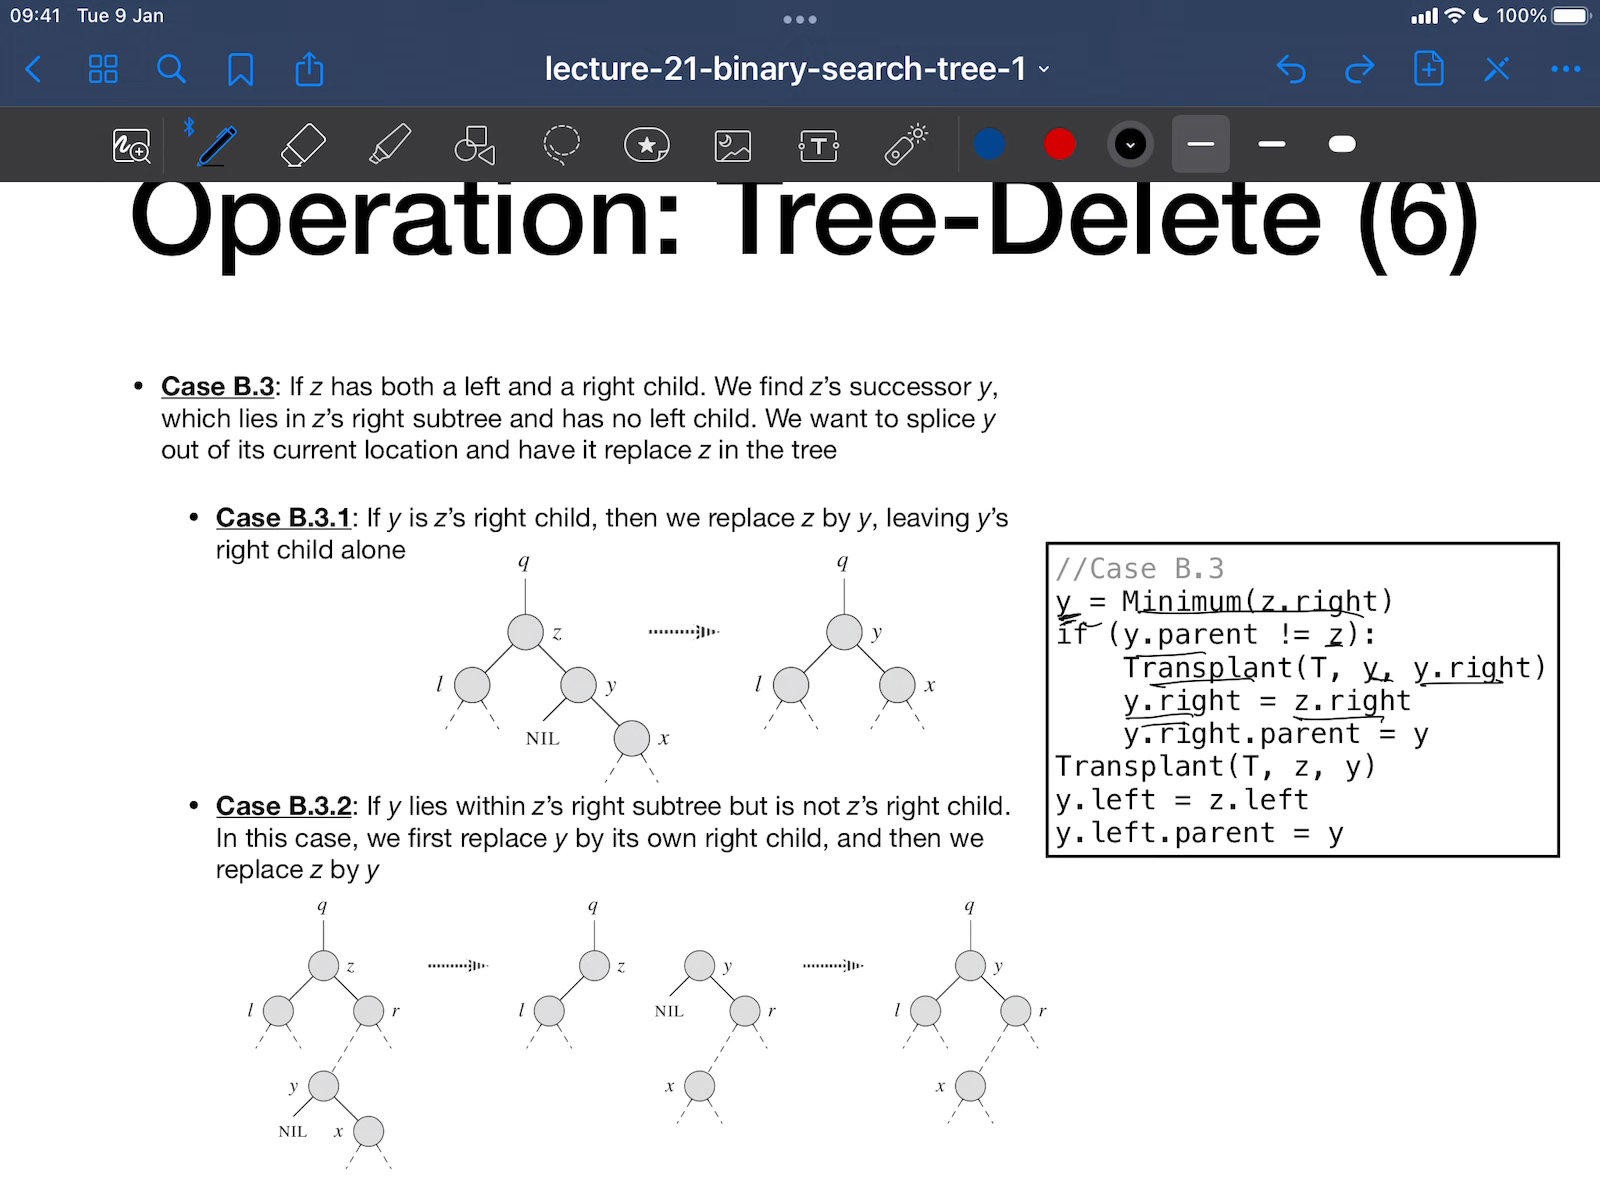 09:41 Tue 9 Jan
100%
lecture-21-binary-search-tree-1
T
Operation: Tree-Delete (6)
• Case B.3: If z has both a left and a right child. We find z’s successor y,
which lies in z’s right subtree and has no left child. We want to splice y
out of its current location and have it replace z in the tree
• Case B.3.1: If y is z’s right child, then we replace z by y, leaving y’s
right child alone
q
z
l
y
NIL
x
q
y
l
x
//Case B.3
y = Minimum(z.right)
if (y.parent != z):
Transplant(T, y, y.right)
y.right = z.right
y.right.parent = y
Transplant(T, z, y)
y.left = z.left
y.left.parent = y
• Case B.3.2: If y lies within z’s right subtree but is not z’s right child.
In this case, we first replace y by its own right child, and then we
replace z by y
q
z
l
r
y
NIL
x
q
z
l
y
NIL
r
x
q
y
l
r
x